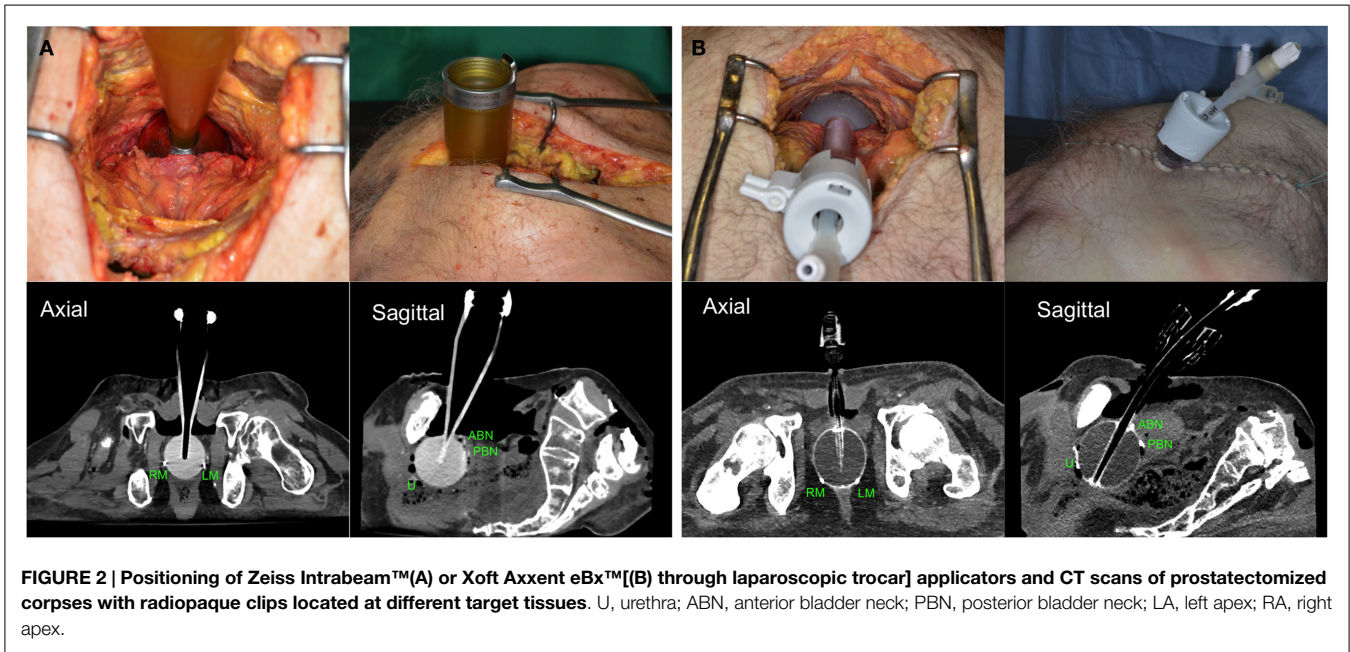 A
B
Axial
Sagittal
Axial
Sagittal
ABN
PBN
RM
LM
U
ABN
PBN
U
RM
LM
FIGURE 2 | Positioning of Zeiss Intrabeam™(A) or Xoft Axxent eBx™[(B) through laparoscopic trocar] applicators and CT scans of prostatectomized
corpses with radiopaque clips located at different target tissues. U, urethra; ABN, anterior bladder neck; PBN, posterior bladder neck; LA, left apex; RA, right
apex.